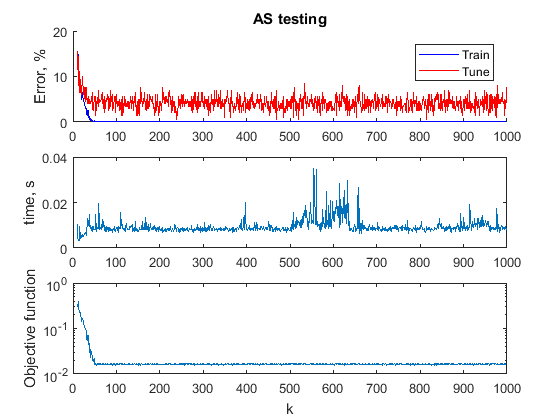 AS testing
Error, %
20
10
0
Train
Tune
0 100 200 300 400 500 600 700 800 900 1000
time, s
0.04
0.02
0
0 100 200 300 400 500 600 700 800 900 1000
Objective function
10^0
10^-1
10^-2
0 100 200 300 400 500 600 700 800 900 1000
k